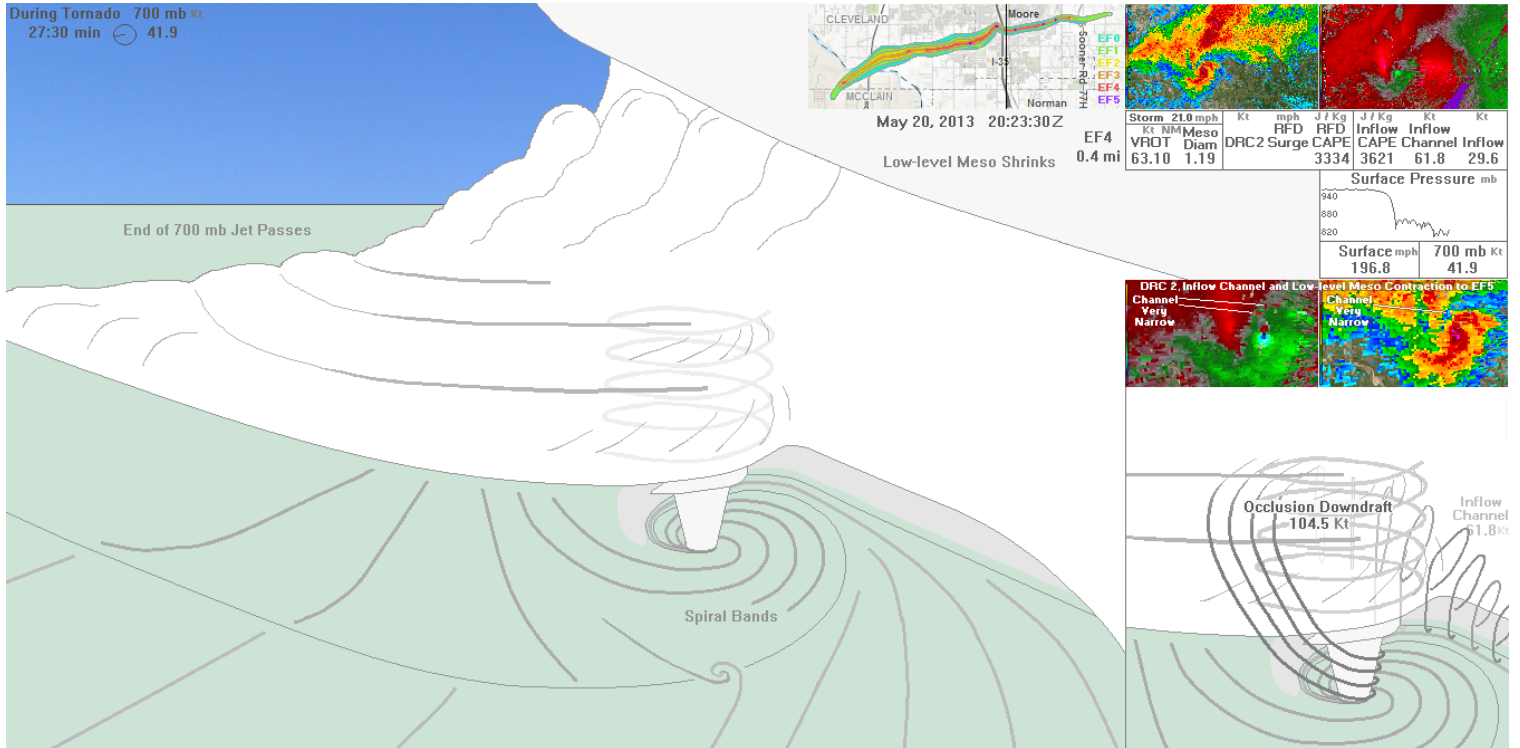 During Tornado 700 mb Kt
27:30 min 41.9
CLEVELAND
Moore
I-35
Sooner Rd 77H
MCCLAIN
Norman
EF0
EF1
EF2
EF3
EF4
EF5
May 20, 2013 20:23:30Z
EF4
0.4 mi
Low-level Meso Shrinks
Storm 21.0 mph
Kt NM
VROT Meso Diam
63.10 1.19
Kt mph J / Kg
DRC2 RFD Surge RFD CAPE
3334
J / Kg Kt Kt
Inflow CAPE Inflow Channel Inflow
3621 61.8 29.6
Surface Pressure mb
940
880
820
Surface mph 700 mb Kt
196.8 41.9
End of 700 mb Jet Passes
DRC 2, Inflow Channel and Low-level Meso Contraction to EF5
Channel
Very
Narrow
Channel
Very
Narrow
Occlusion Downdraft
104.5 Kt
Inflow
Channel
61.8 Kt
Spiral Bands